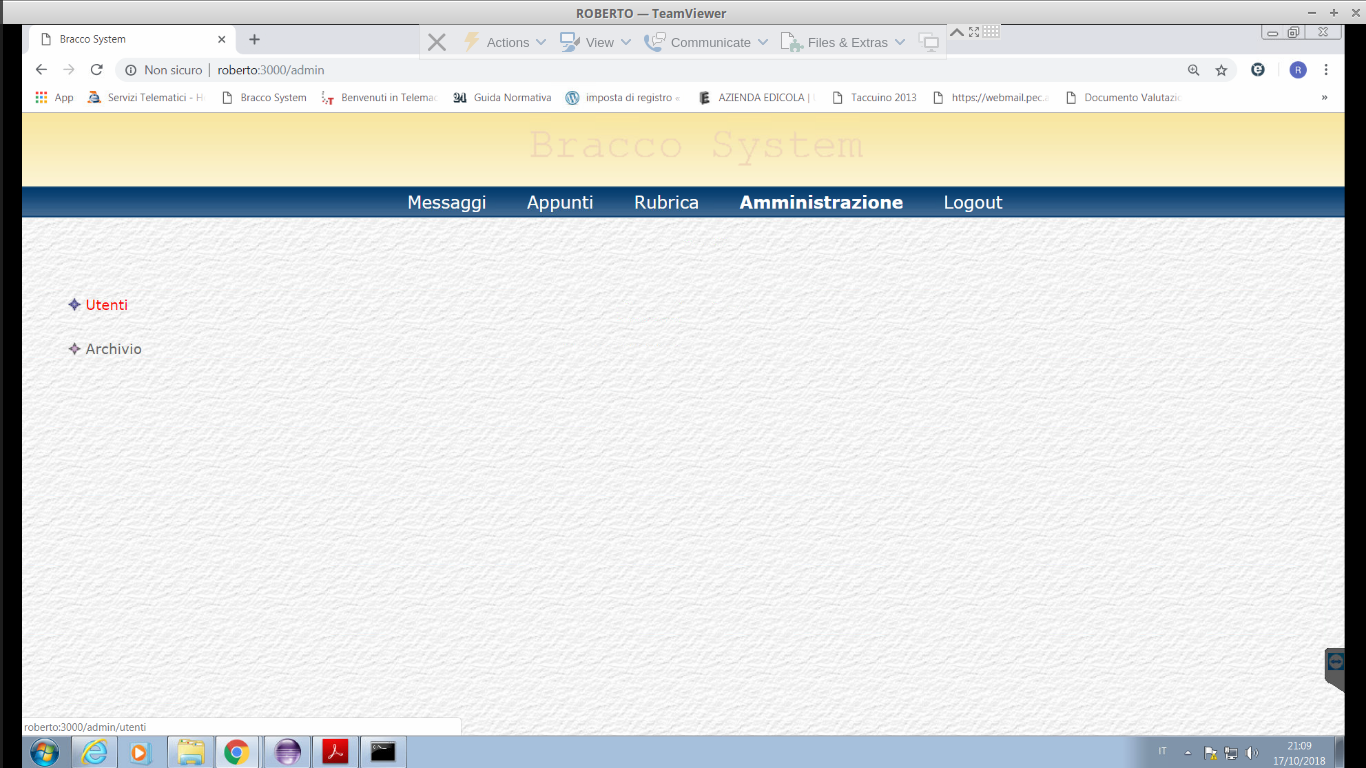 ROBERTO — TeamViewer
Bracco System
Actions View Communicate Files & Extras
Non sicuro | roberto:3000/admin R
App Servizi Telematici - H Bracco System Benvenuti in Telemac Guida Normativa imposta di registro « AZIENDA EDICOLA | Taccuino 2013 https://webmail.pec.a Documento Valutazi »
Bracco System
Messaggi Appunti Rubrica Amministrazione Logout
Utenti
Archivio
roberto:3000/admin/utenti
IT 21:09
17/10/2018